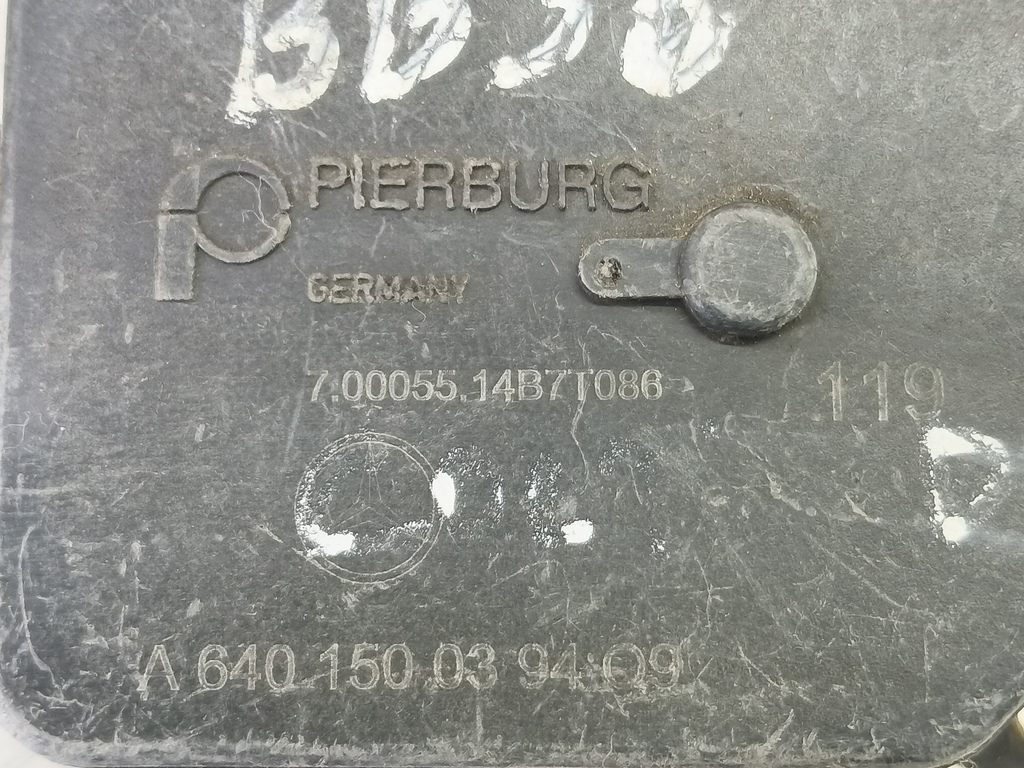 PIERBURG
GERMANY
7.00055.14B7T086
119
A 640 150 03 94:Q9